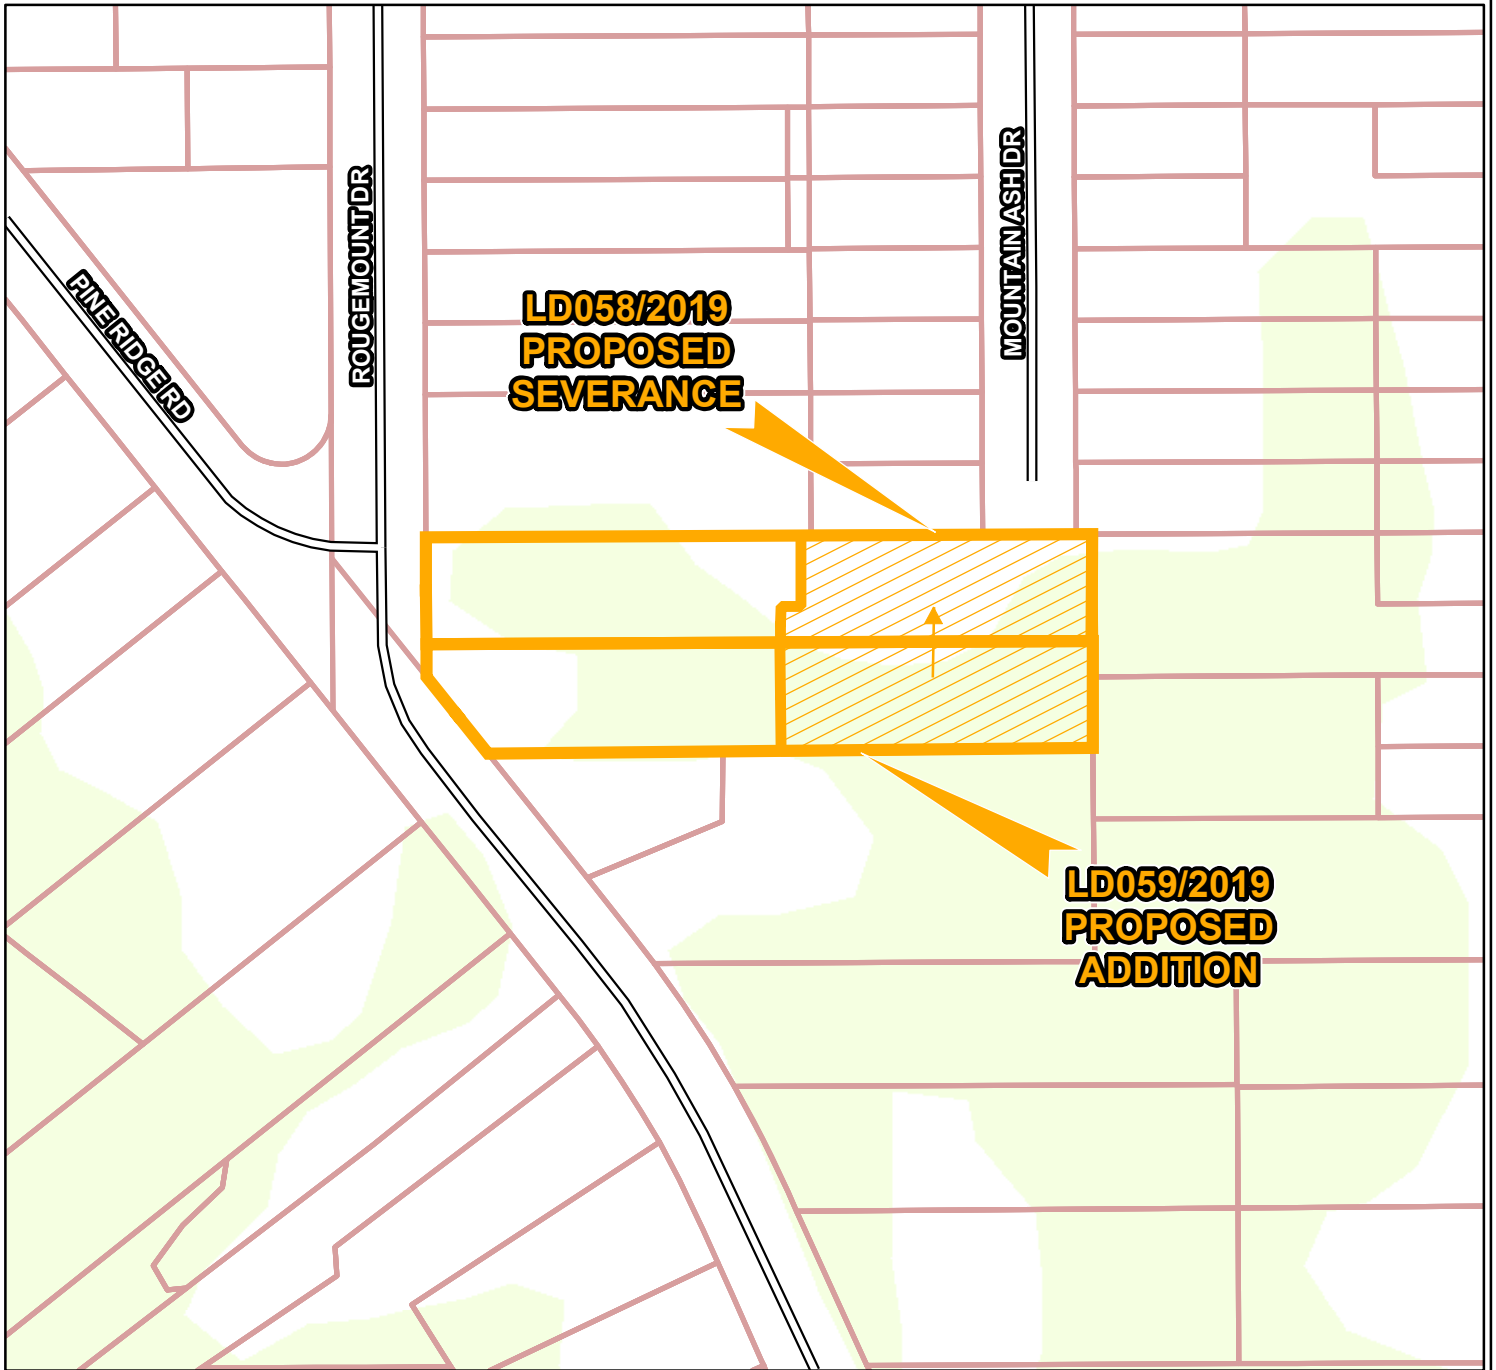 PINE RIDGE RD
ROUGEMOUNT DR
MOUNTAIN ASH DR
LD058/2019
PROPOSED
SEVERANCE
LD059/2019
PROPOSED
ADDITION